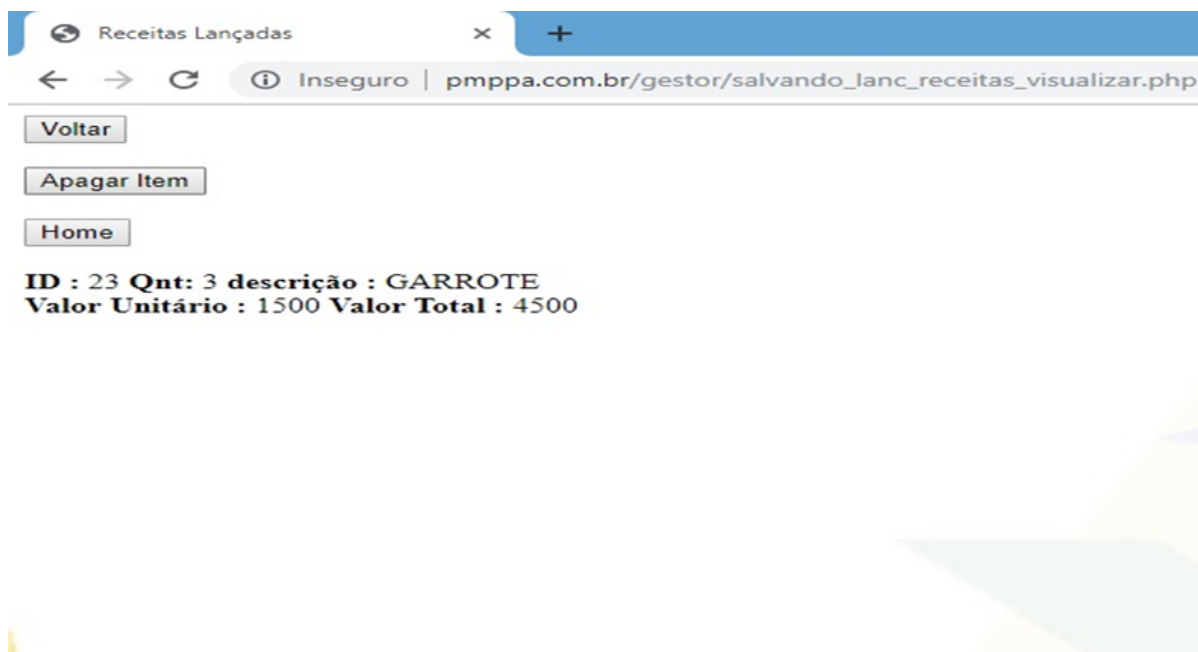 Receitas Lançadas
Inseguro | pmppa.com.br/gestor/salvando_lanc_receitas_visualizar.php
Voltar
Apagar Item
Home
ID : 23 Qnt: 3 descrição : GARROTE
Valor Unitário : 1500 Valor Total : 4500